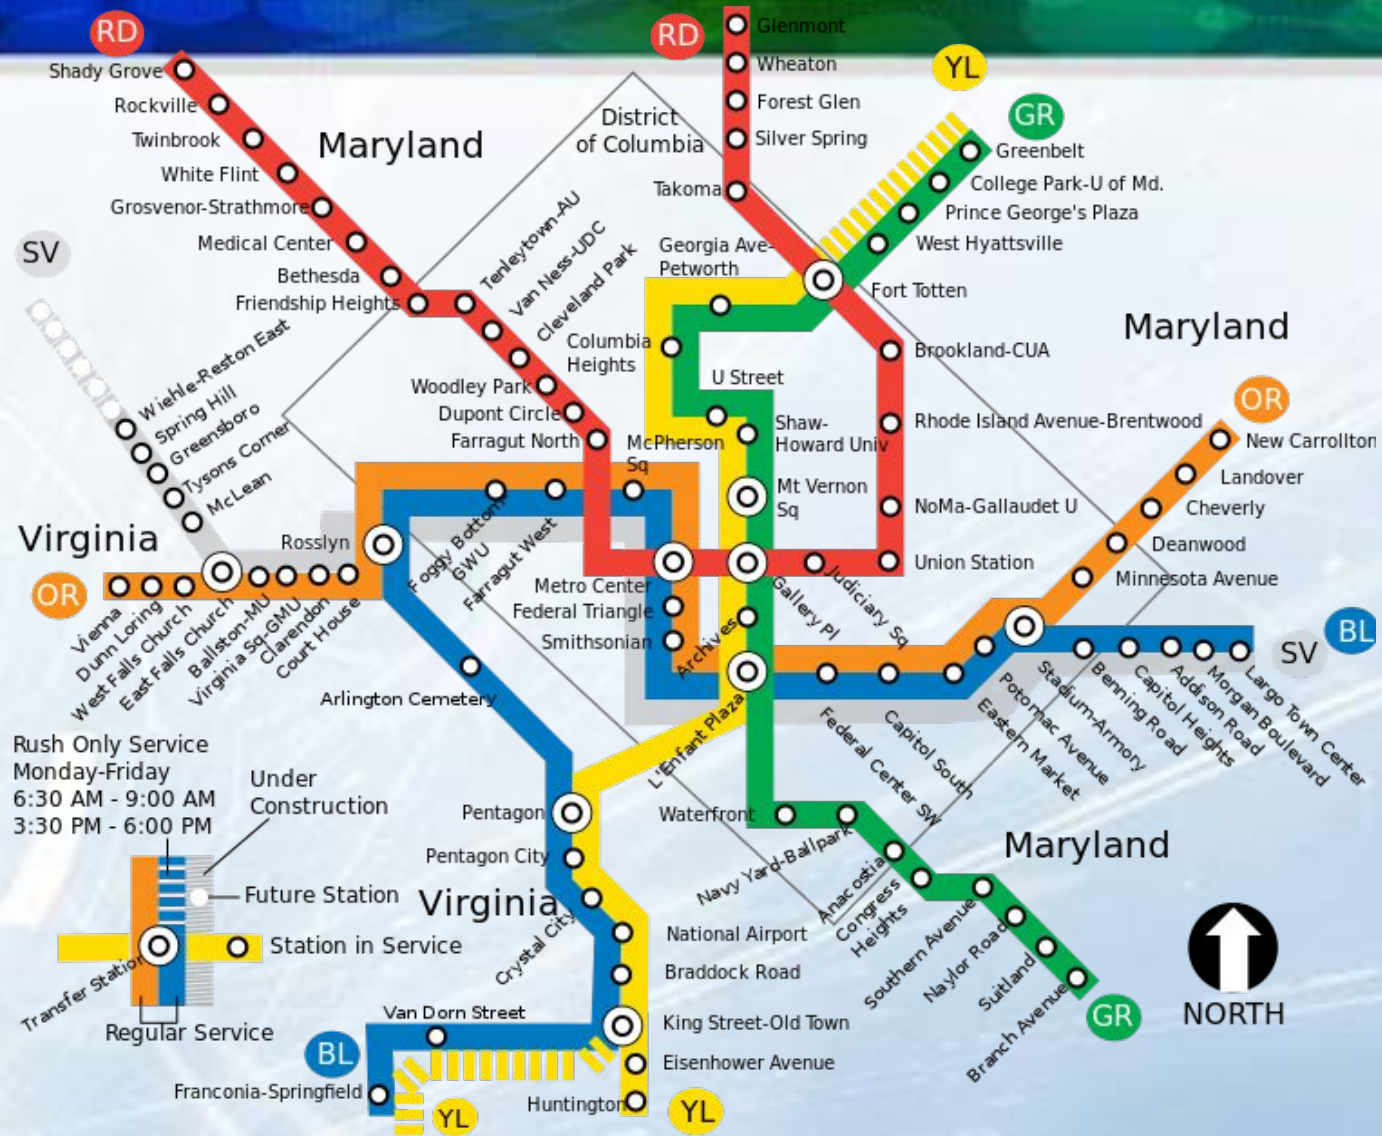 RD
Shady Grove
Rockville
Twinbrook
White Flint
Grosvenor-Strathmore
Medical Center
Bethesda
Friendship Heights
Maryland
Tenleytown-AU
Van Ness-UDC
Cleveland Park
Woodley Park
Dupont Circle
Farragut North
District
of Columbia
RD
Glenmont
Wheaton
Forest Glen
Silver Spring
Takoma
YL
GR
Greenbelt
College Park-U of Md.
Prince George's Plaza
West Hyattsville
Fort Totten
Georgia Ave-
Petworth
Columbia
Heights
U Street
Shaw-
Howard Univ
Mt Vernon
Sq
Brookland-CUA
Rhode Island Avenue-Brentwood
NoMa-Gallaudet U
Union Station
Judiciary Sq
Gallery Pl
Maryland
OR
New Carrollton
Landover
Cheverly
Deanwood
Minnesota Avenue
SV
Wiehle-Reston East
Spring Hill
Greensboro
Tysons Corner
McLean
Virginia
OR
Vienna
Dunn Loring
West Falls Church
East Falls Church
Ballston-MU
Virginia Sq-GMU
Clarendon
Court House
Rosslyn
Foggy Bottom
GWU
Farragut West
McPherson
Sq
Metro Center
Federal Triangle
Smithsonian
Archives
L'Enfant Plaza
Federal Center SW
Capitol South
Eastern Market
Potomac Avenue
Stadium-Armory
Benning Road
Capitol Heights
Addison Road
Morgan Boulevard
Largo Town Center
SV
BL
Arlington Cemetery
Pentagon
Pentagon City
Crystal City
Virginia
National Airport
Braddock Road
King Street-Old Town
Eisenhower Avenue
Huntington
YL
Van Dorn Street
BL
Franconia-Springfield
YL
Waterfront
Navy Yard-Ballpark
Anacostia
Congress
Heights
Southern Avenue
Naylor Road
Suitland
Branch Avenue
GR
Maryland
NORTH
Rush Only Service
Monday-Friday
6:30 AM - 9:00 AM
3:30 PM - 6:00 PM
Under
Construction
Future Station
Station in Service
Transfer Station
Regular Service